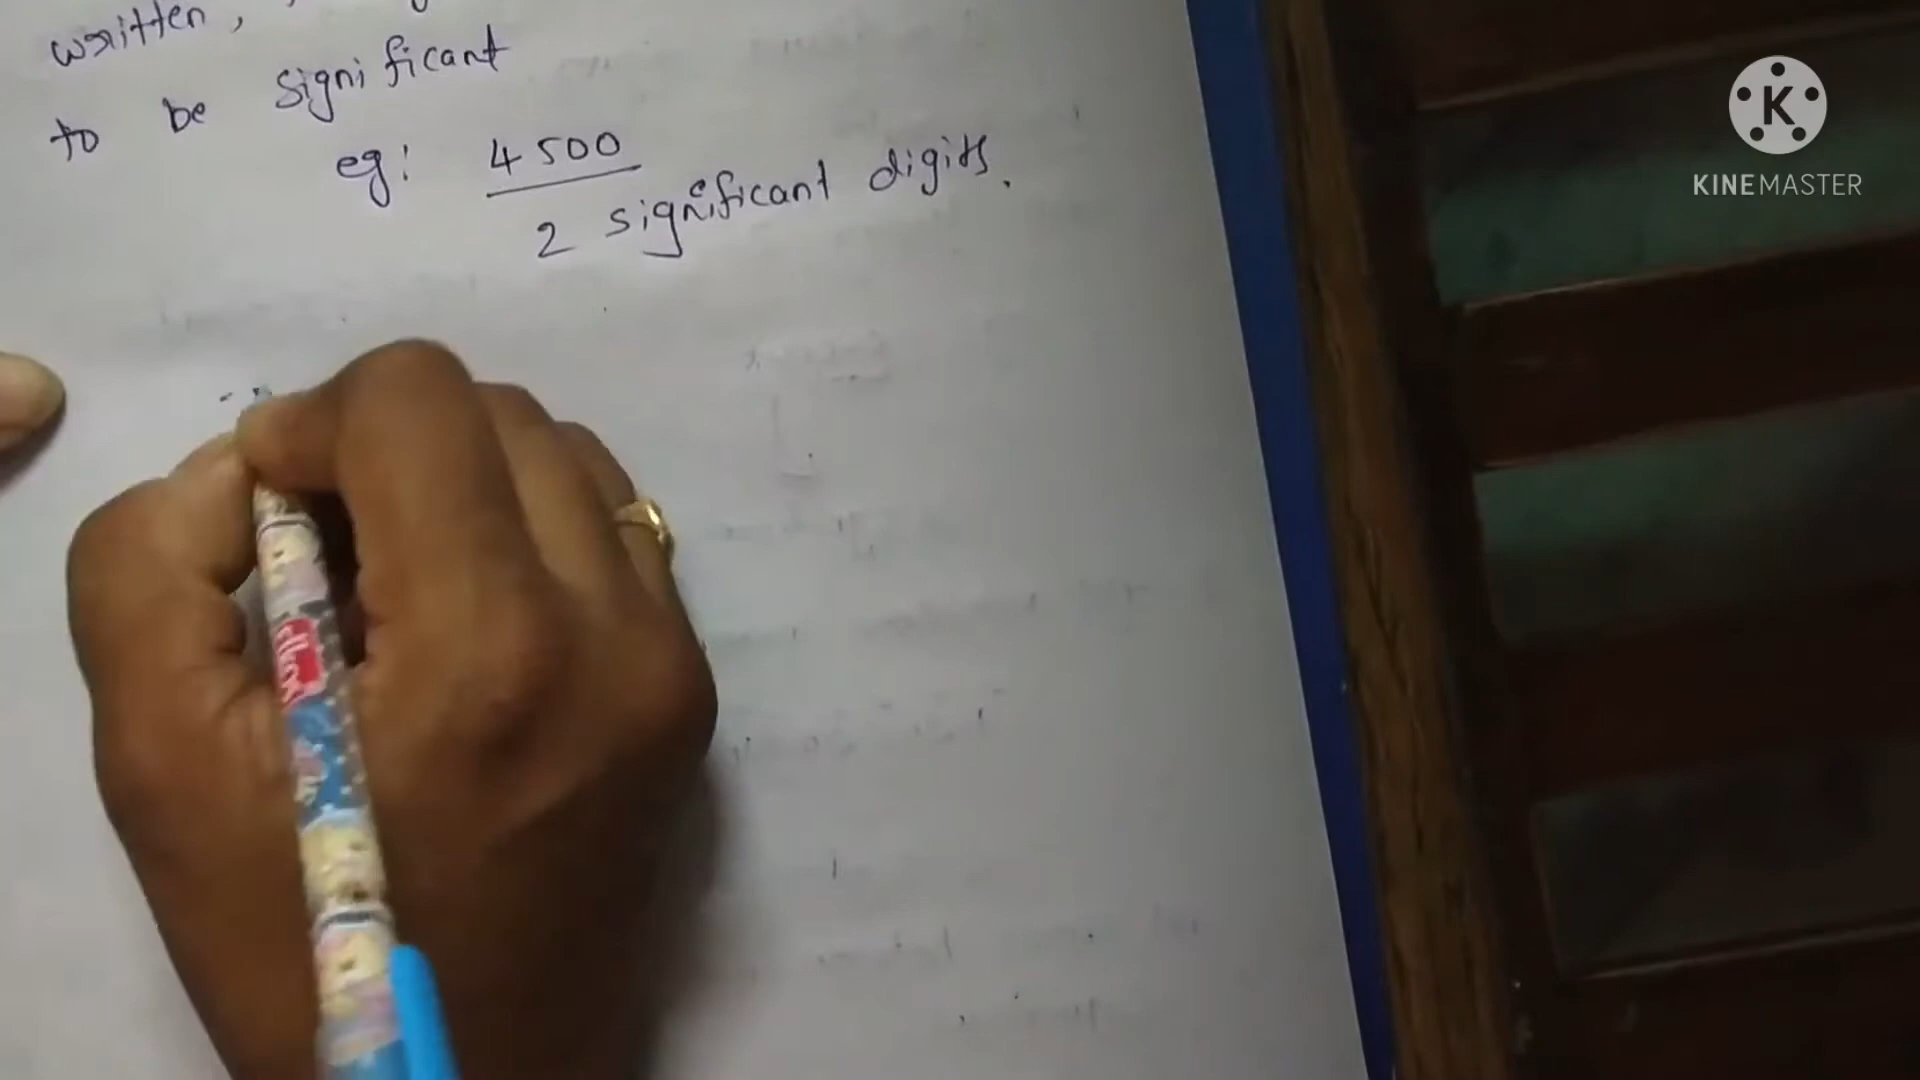 written,
to be significant
eg: 4500
2 significant digits.
K
KINEMASTER